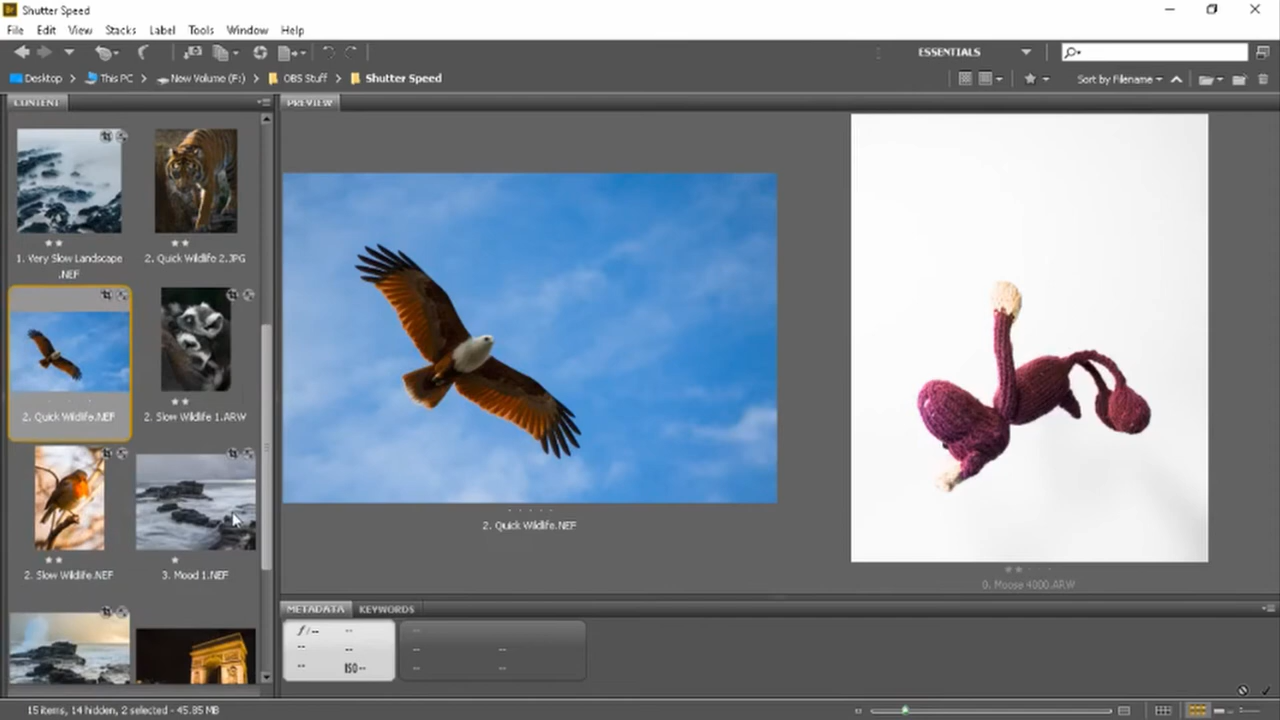 Shutter Speed
File Edit View Stacks Label Tools Window Help
ESSENTIALS
Desktop This PC New Volume (F:) OBS Stuff Shutter Speed
Sort by Filename
CONTENT
PREVIEW
1. Very Slow Landscape
.NEF
2. Quick Wildlife 2.JPG
2. Quick Wildlife.NEF
2. Slow Wildlife 1.ARW
2. Slow Wildlife.NEF
3. Mood 1.NEF
2. Quick Wildlife.NEF
0. Moose 4000.ARW
METADATA KEYWORDS
f/-- --
-- --
-- ISO--
--
-- --
-- --
15 items, 14 hidden, 2 selected - 45.85 MB